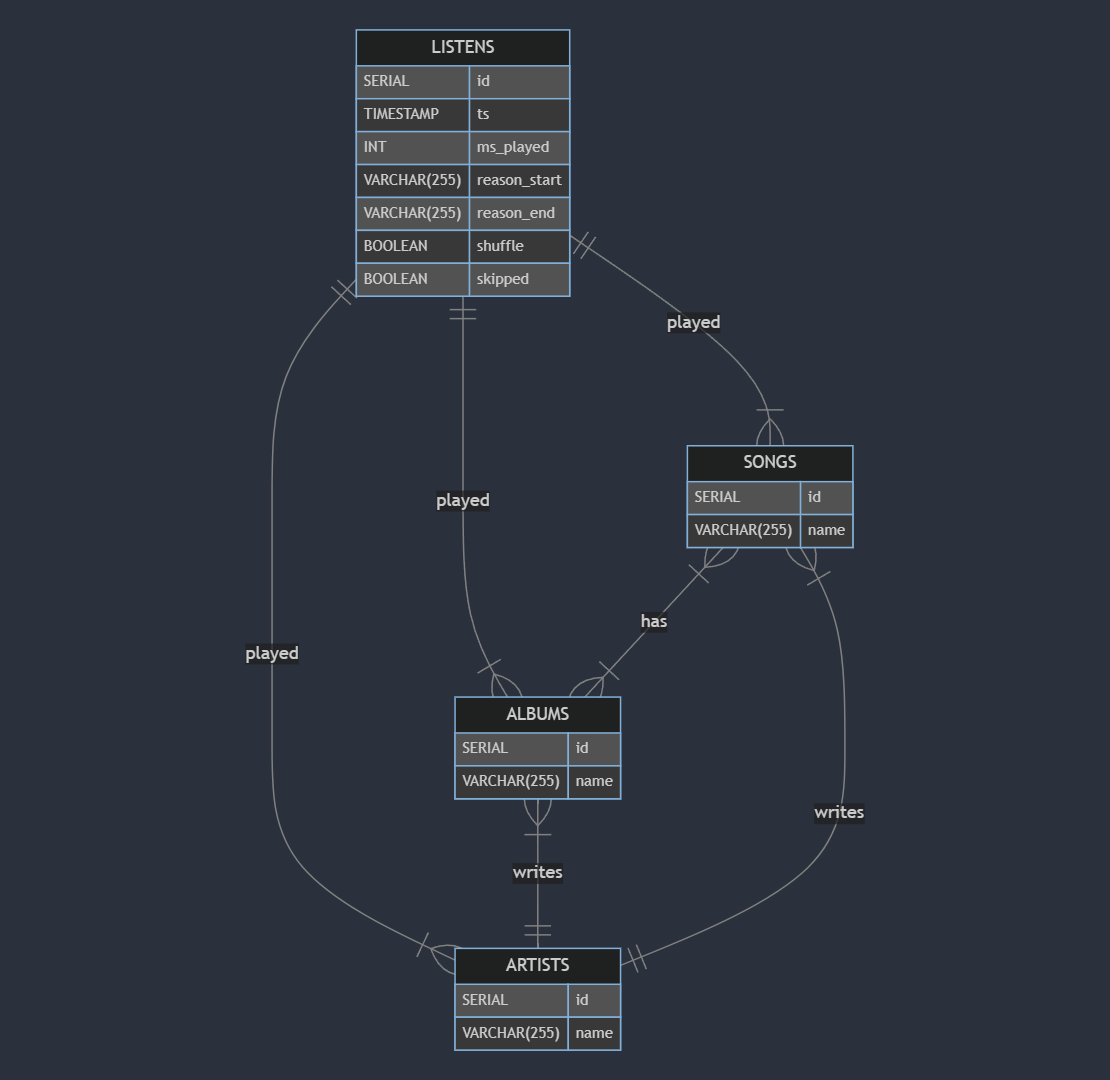 LISTENS
SERIAL id
TIMESTAMP ts
INT ms_played
VARCHAR(255) reason_start
VARCHAR(255) reason_end
BOOLEAN shuffle
BOOLEAN skipped
played
SONGS
SERIAL id
VARCHAR(255) name
played
has
played
ALBUMS
SERIAL id
VARCHAR(255) name
writes
writes
ARTISTS
SERIAL id
VARCHAR(255) name